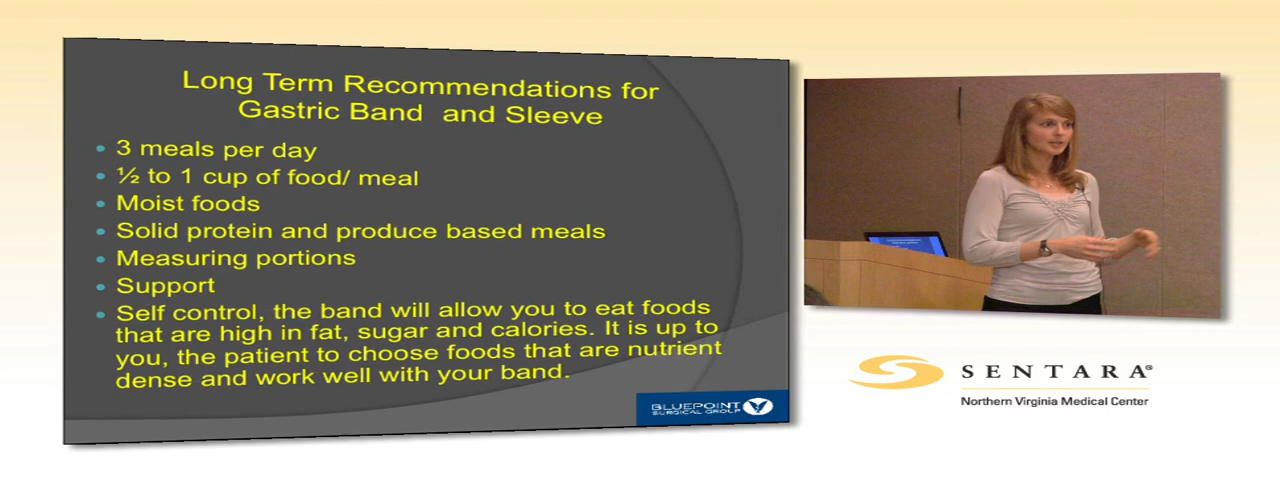 Long Term Recommendations for
Gastric Band and Sleeve
• 3 meals per day
• ½ to 1 cup of food/ meal
• Moist foods
• Solid protein and produce based meals
• Measuring portions
• Support
• Self control, the band will allow you to eat foods
that are high in fat, sugar and calories. It is up to
you, the patient to choose foods that are nutrient
dense and work well with your band.
BLUEPOINT
SURGICAL GROUP
SENTARA®
Northern Virginia Medical Center